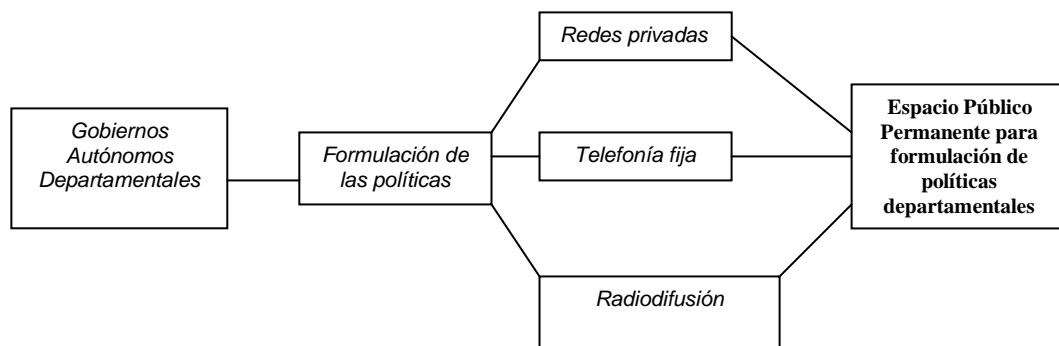 Gobiernos
Autónomos
Departamentales
Formulación de
las políticas
Redes privadas
Telefonía fija
Radiodifusión
Espacio Público
Permanente para
formulación de
políticas
departamentales